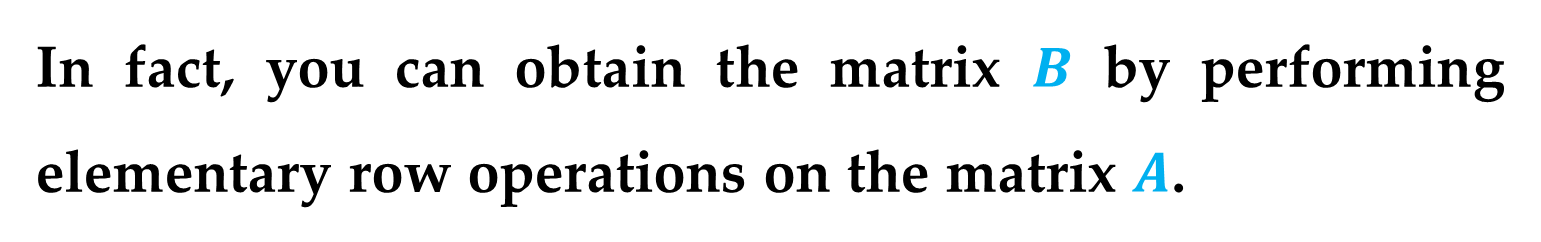 In fact, you can obtain the matrix B by performing
elementary row operations on the matrix A.